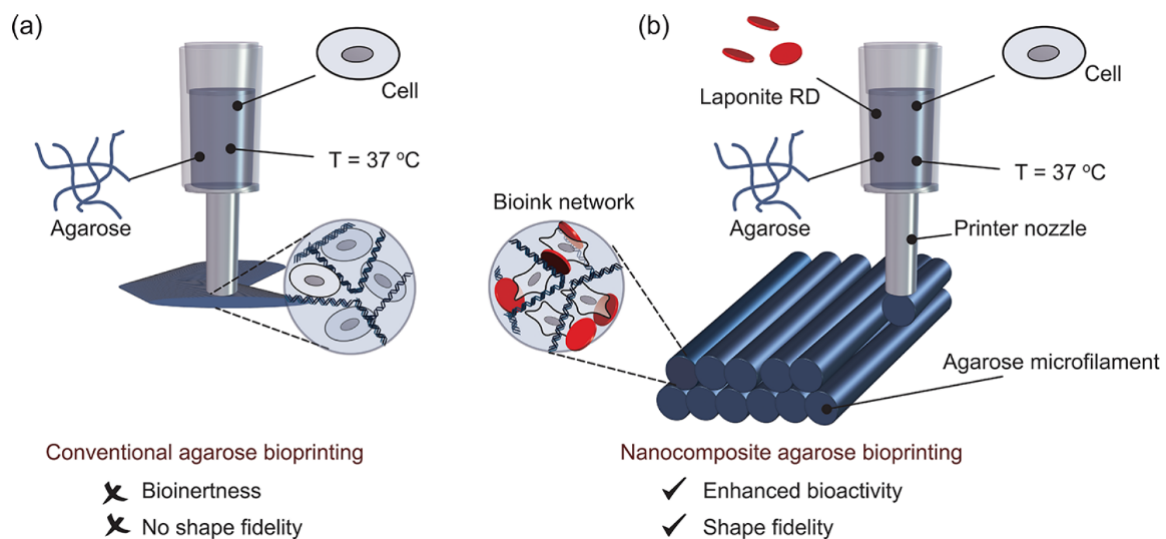 (a)
Cell
T = 37 °C
Agarose
Conventional agarose bioprinting
Bioinertness
No shape fidelity
(b)
Laponite RD
Cell
T = 37 °C
Agarose
Printer nozzle
Bioink network
Agarose microfilament
Nanocomposite agarose bioprinting
Enhanced bioactivity
Shape fidelity